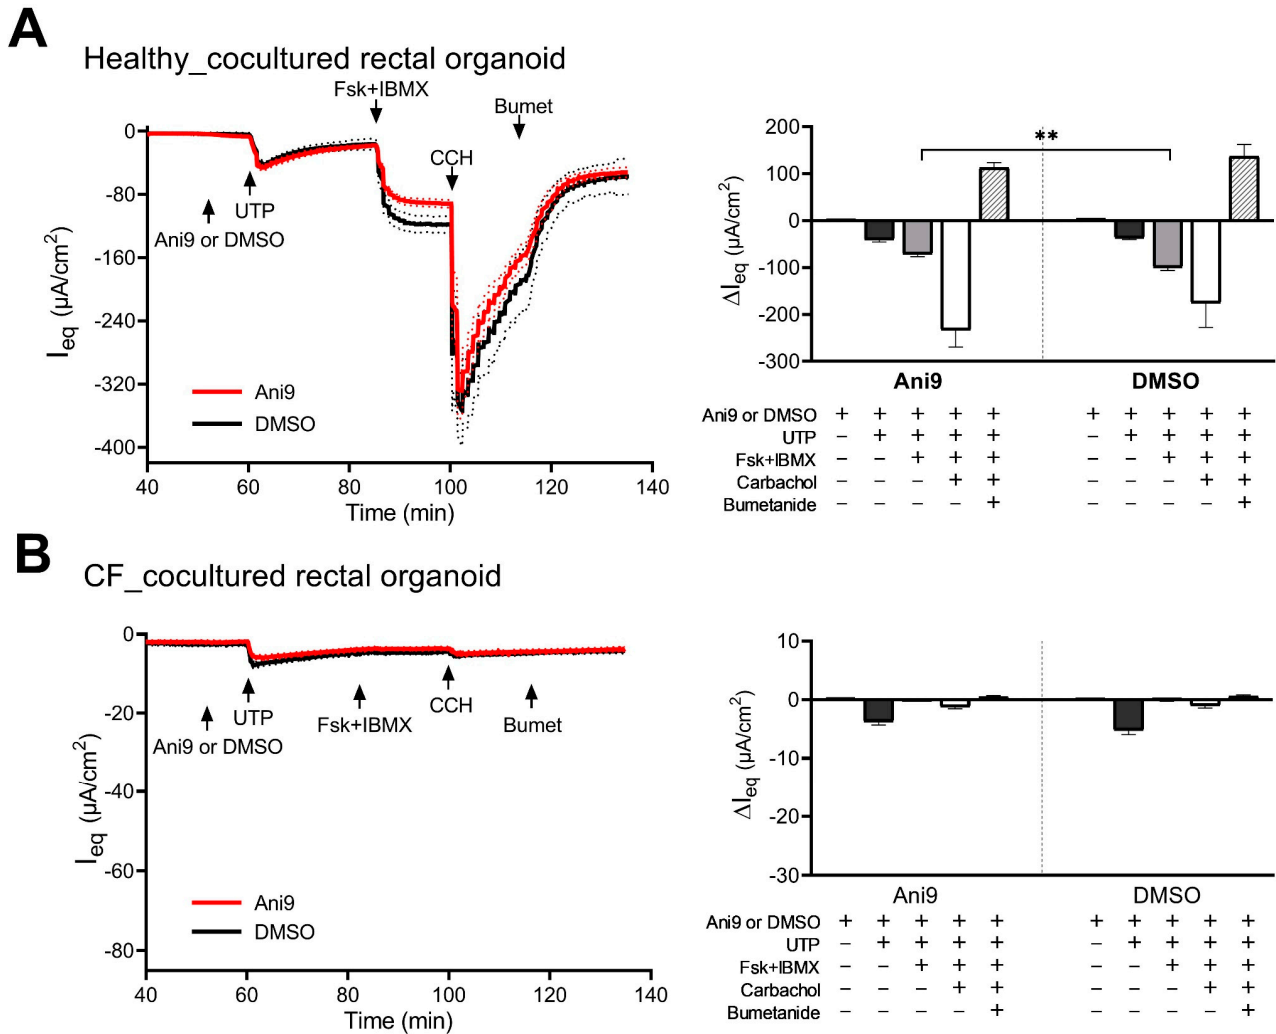 A
Healthy_cocultured rectal organoid
Fsk+IBMX
Bumet
CCH
UTP
Ani9 or DMSO
0
-80
-160
-240
-320
-400
Ieq (µA/cm2)
Ani9
DMSO
40 60 80 100 120 140
Time (min)
**
200
100
0
-100
-200
-300
ΔIeq (µA/cm2)
Ani9 DMSO
Ani9 or DMSO + + + + + + + + + +
UTP – + + + + – + + + +
Fsk+IBMX – – + + + – – + + +
Carbachol – – – + + – – – + +
Bumetanide – – – – + – – – – +
B
CF_cocultured rectal organoid
0
-20
-40
-60
-80
Ieq (µA/cm2)
UTP
Ani9 or DMSO
Fsk+IBMX
CCH
Bumet
Ani9
DMSO
40 60 80 100 120 140
Time (min)
10
0
-10
-20
-30
ΔIeq (µA/cm2)
Ani9 DMSO
Ani9 or DMSO + + + + + + + + + +
UTP – + + + + – + + + +
Fsk+IBMX – – + + + – – + + +
Carbachol – – – + + – – – + +
Bumetanide – – – – + – – – – +